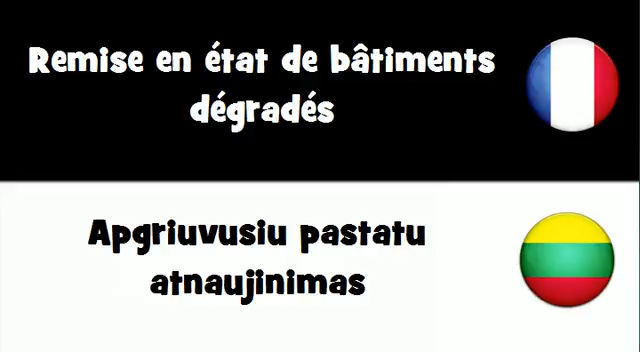 Remise en état de bâtiments
dégradés
Apgriuvusiu pastatu
atnaujinimas